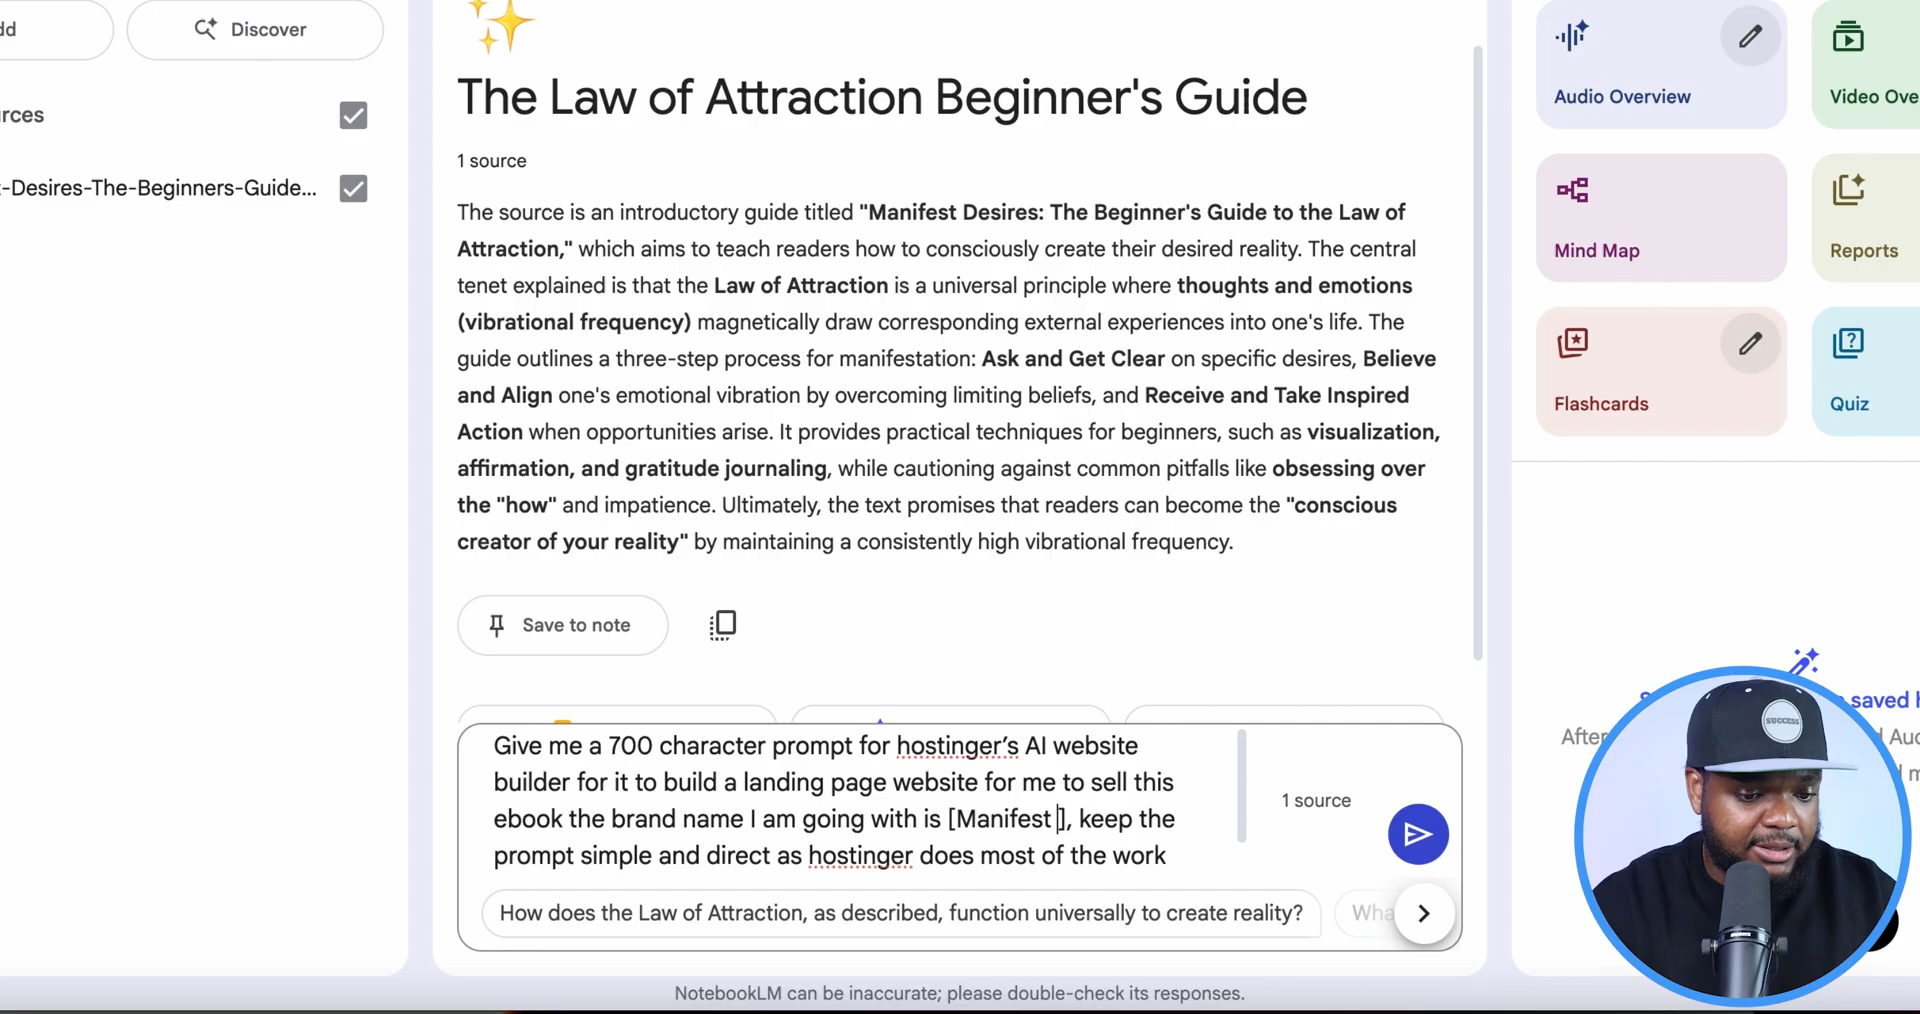 dd
Discover
rces
-Desires-The-Beginners-Guide...
The Law of Attraction Beginner's Guide
1 source
The source is an introductory guide titled "Manifest Desires: The Beginner's Guide to the Law of
Attraction," which aims to teach readers how to consciously create their desired reality. The central
tenet explained is that the Law of Attraction is a universal principle where thoughts and emotions
(vibrational frequency) magnetically draw corresponding external experiences into one's life. The
guide outlines a three-step process for manifestation: Ask and Get Clear on specific desires, Believe
and Align one's emotional vibration by overcoming limiting beliefs, and Receive and Take Inspired
Action when opportunities arise. It provides practical techniques for beginners, such as visualization,
affirmation, and gratitude journaling, while cautioning against common pitfalls like obsessing over
the "how" and impatience. Ultimately, the text promises that readers can become the "conscious
creator of your reality" by maintaining a consistently high vibrational frequency.
Save to note
Give me a 700 character prompt for hostinger’s AI website
builder for it to build a landing page website for me to sell this
ebook the brand name I am going with is [Manifest ], keep the
prompt simple and direct as hostinger does most of the work
1 source
How does the Law of Attraction, as described, function universally to create reality?
Wha
NotebookLM can be inaccurate; please double-check its responses.
Audio Overview
Video Ove
Mind Map
Reports
Flashcards
Quiz
saved
After
Auc
SUCCESS